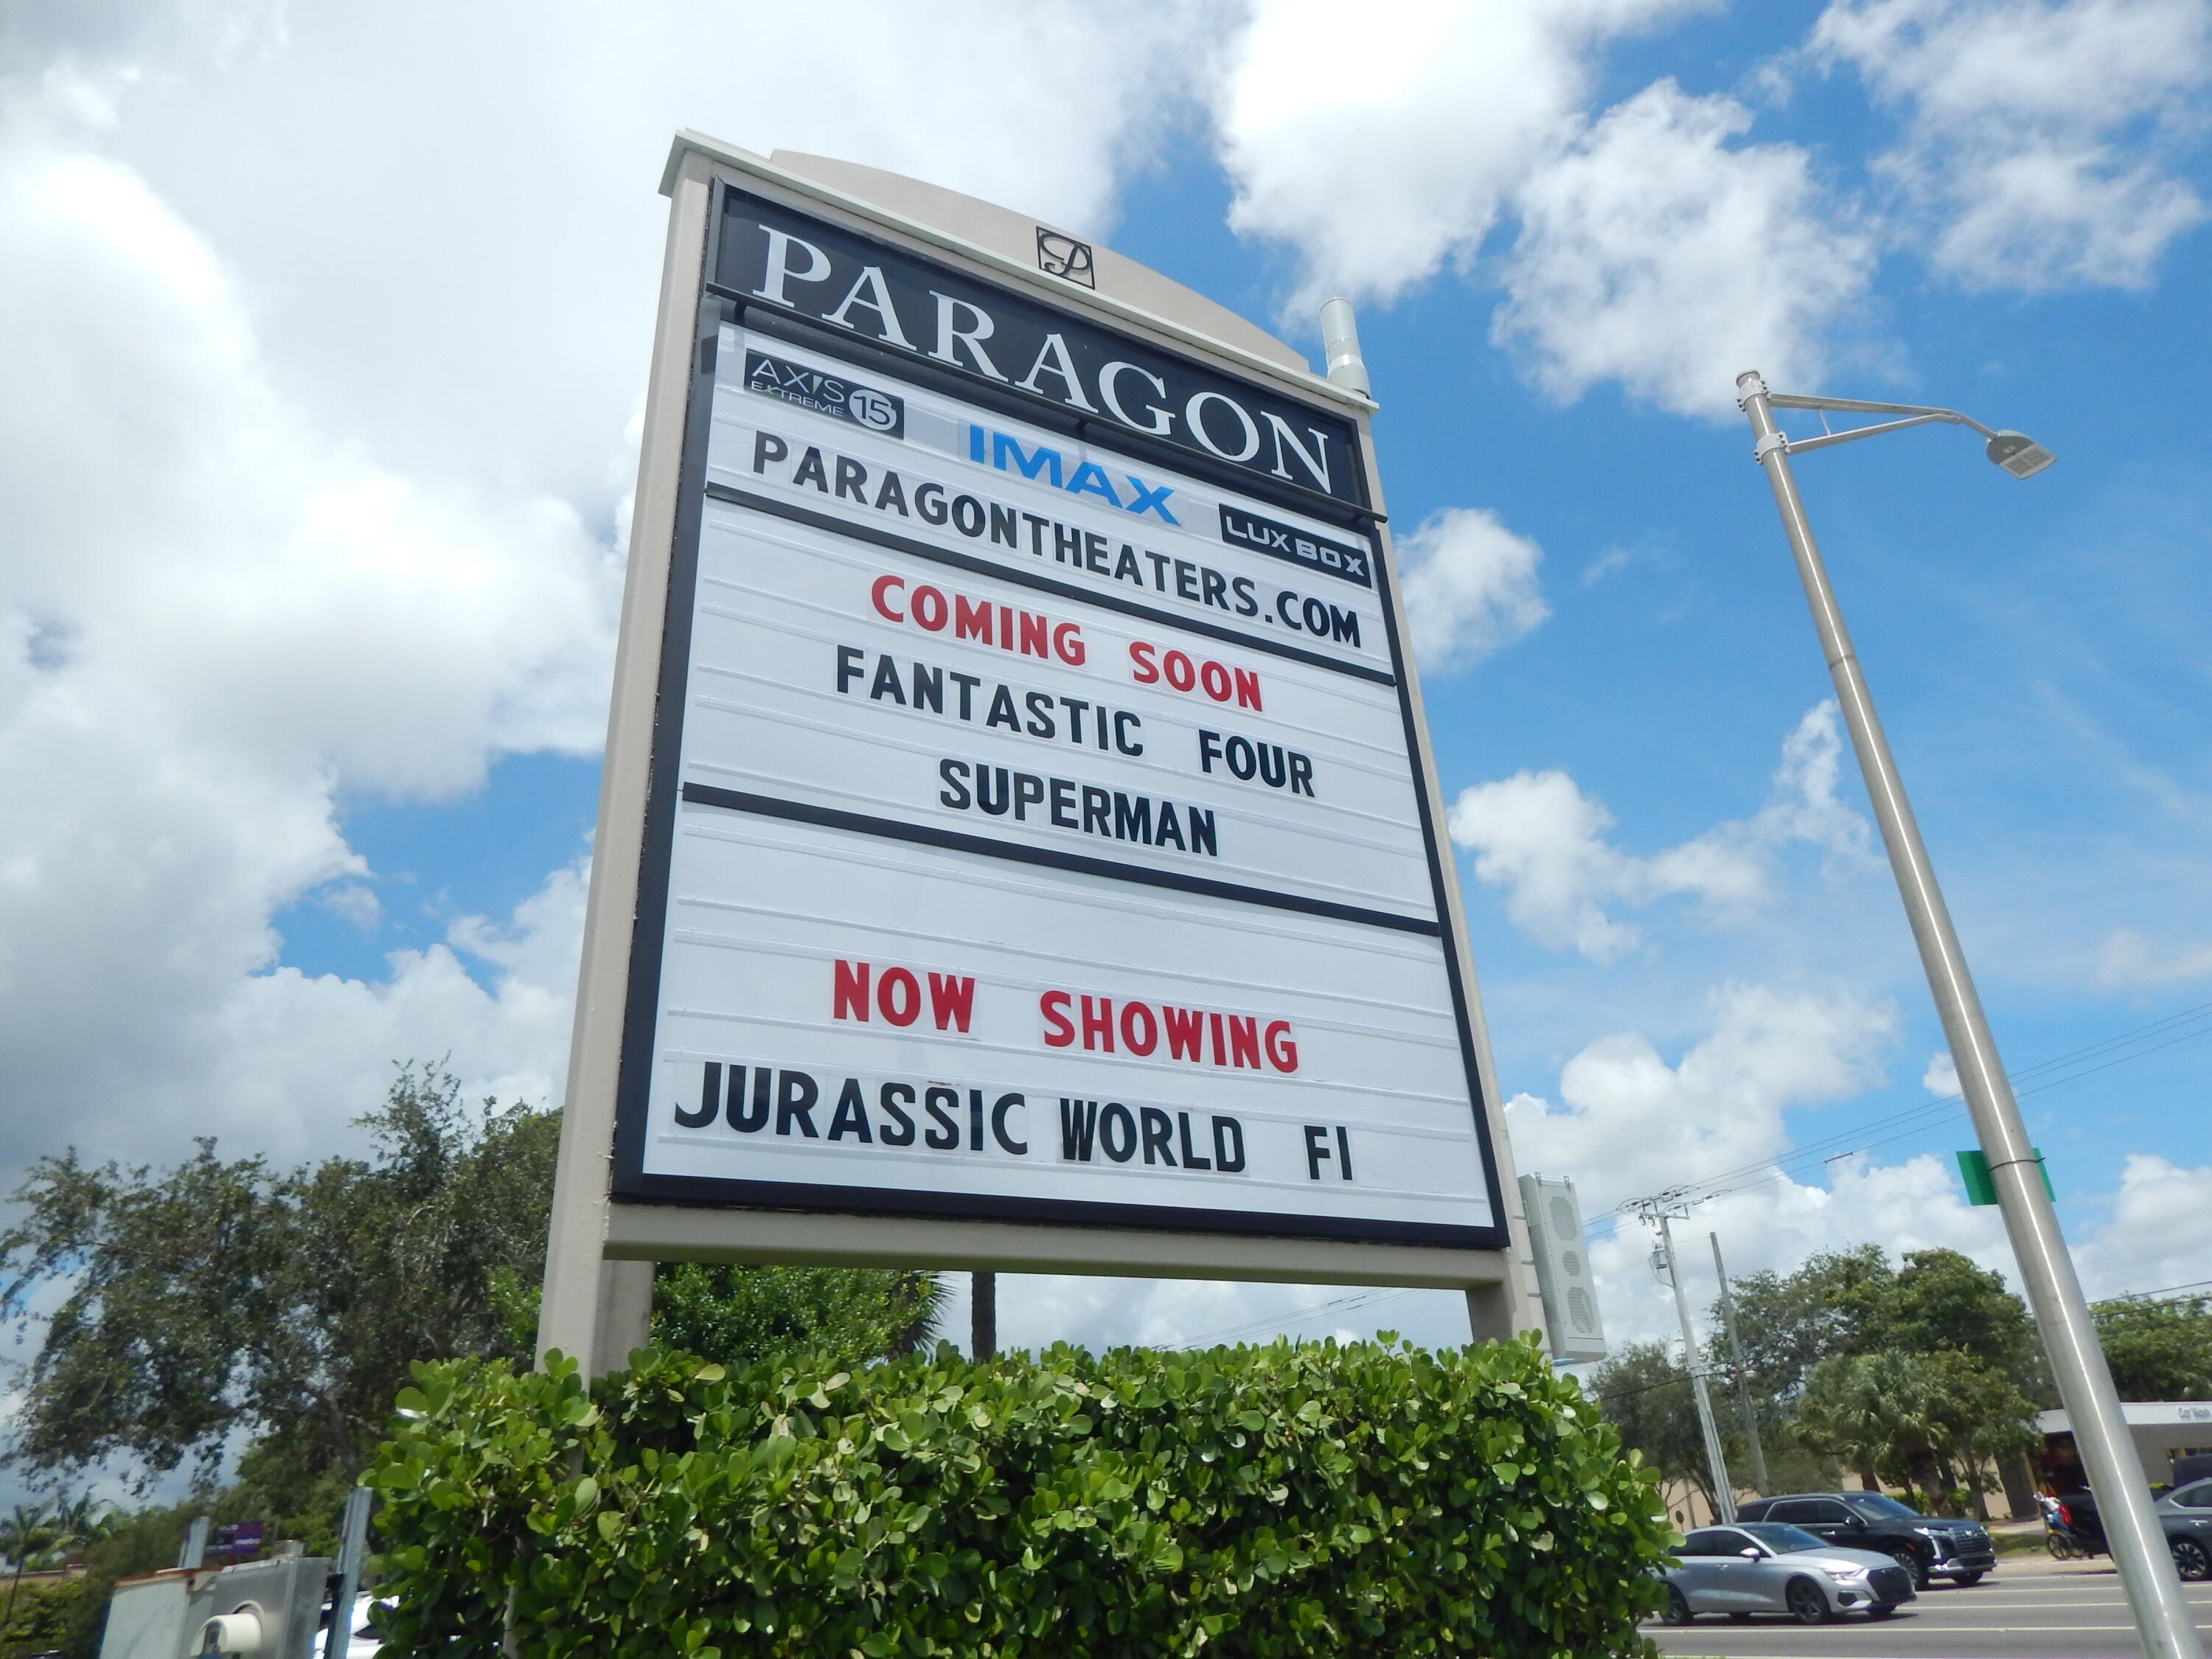 P
PARAGON
AXIS
EXTREME 15
IMAX
LUXBOX
PARAGONTHEATERS.COM
COMING SOON
FANTASTIC FOUR
SUPERMAN
NOW SHOWING
JURASSIC WORLD FI